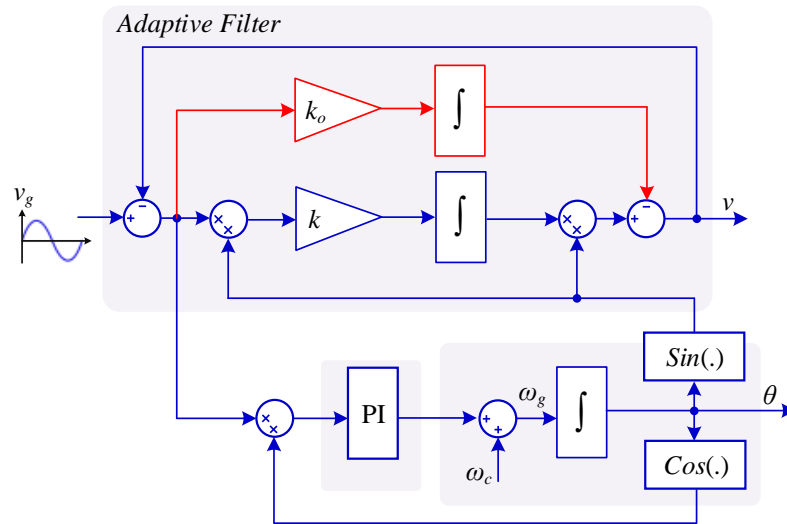 Adaptive Filter
k_o
∫
v_g
+
−
×
×
k
∫
×
×
+
−
v
Sin(.)
×
×
PI
+
+
ω_g
∫
θ
ω_c
Cos(.)